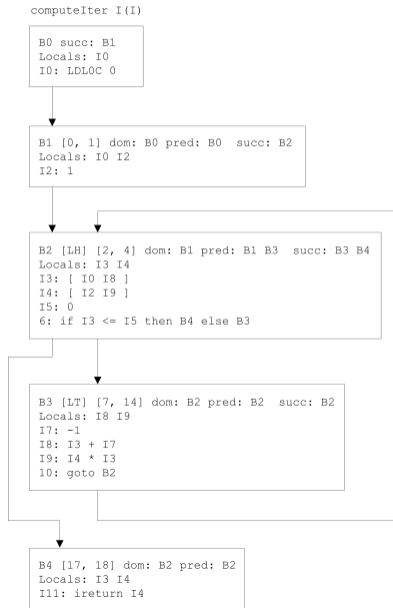 computeIter I(I)
B0 succ: B1
Locals: I0
I0: LDLOC 0
B1 [0, 1] dom: B0 pred: B0  succ: B2
Locals: I0 I2
I2: 1
B2 [LH] [2, 4] dom: B1 pred: B1 B3  succ: B3 B4
Locals: I3 I4
I3: [ I0 I8 ]
I4: [ I2 I9 ]
I5: 0
6: if I3 <= I5 then B4 else B3
B3 [LT] [7, 14] dom: B2 pred: B2  succ: B2
Locals: I8 I9
I7: -1
I8: I3 + I7
I9: I4 * I3
10: goto B2
B4 [17, 18] dom: B2 pred: B2
Locals: I3 I4
I11: ireturn I4